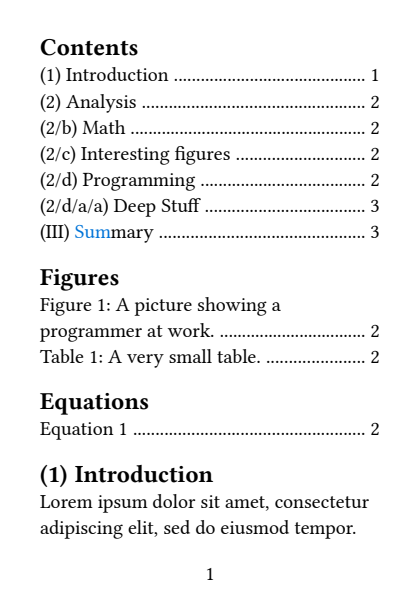 Contents
(1) Introduction ........................................... 1
(2) Analysis .................................................. 2
(2/b) Math .................................................... 2
(2/c) Interesting figures .............................. 2
(2/d) Programming ..................................... 2
(2/d/a/a) Deep Stuff .................................... 3
(III) Summary .............................................. 3
Figures
Figure 1: A picture showing a
programmer at work. ................................. 2
Table 1: A very small table. ...................... 2
Equations
Equation 1 .................................................... 2
(1) Introduction
Lorem ipsum dolor sit amet, consectetur
adipiscing elit, sed do eiusmod tempor.
1